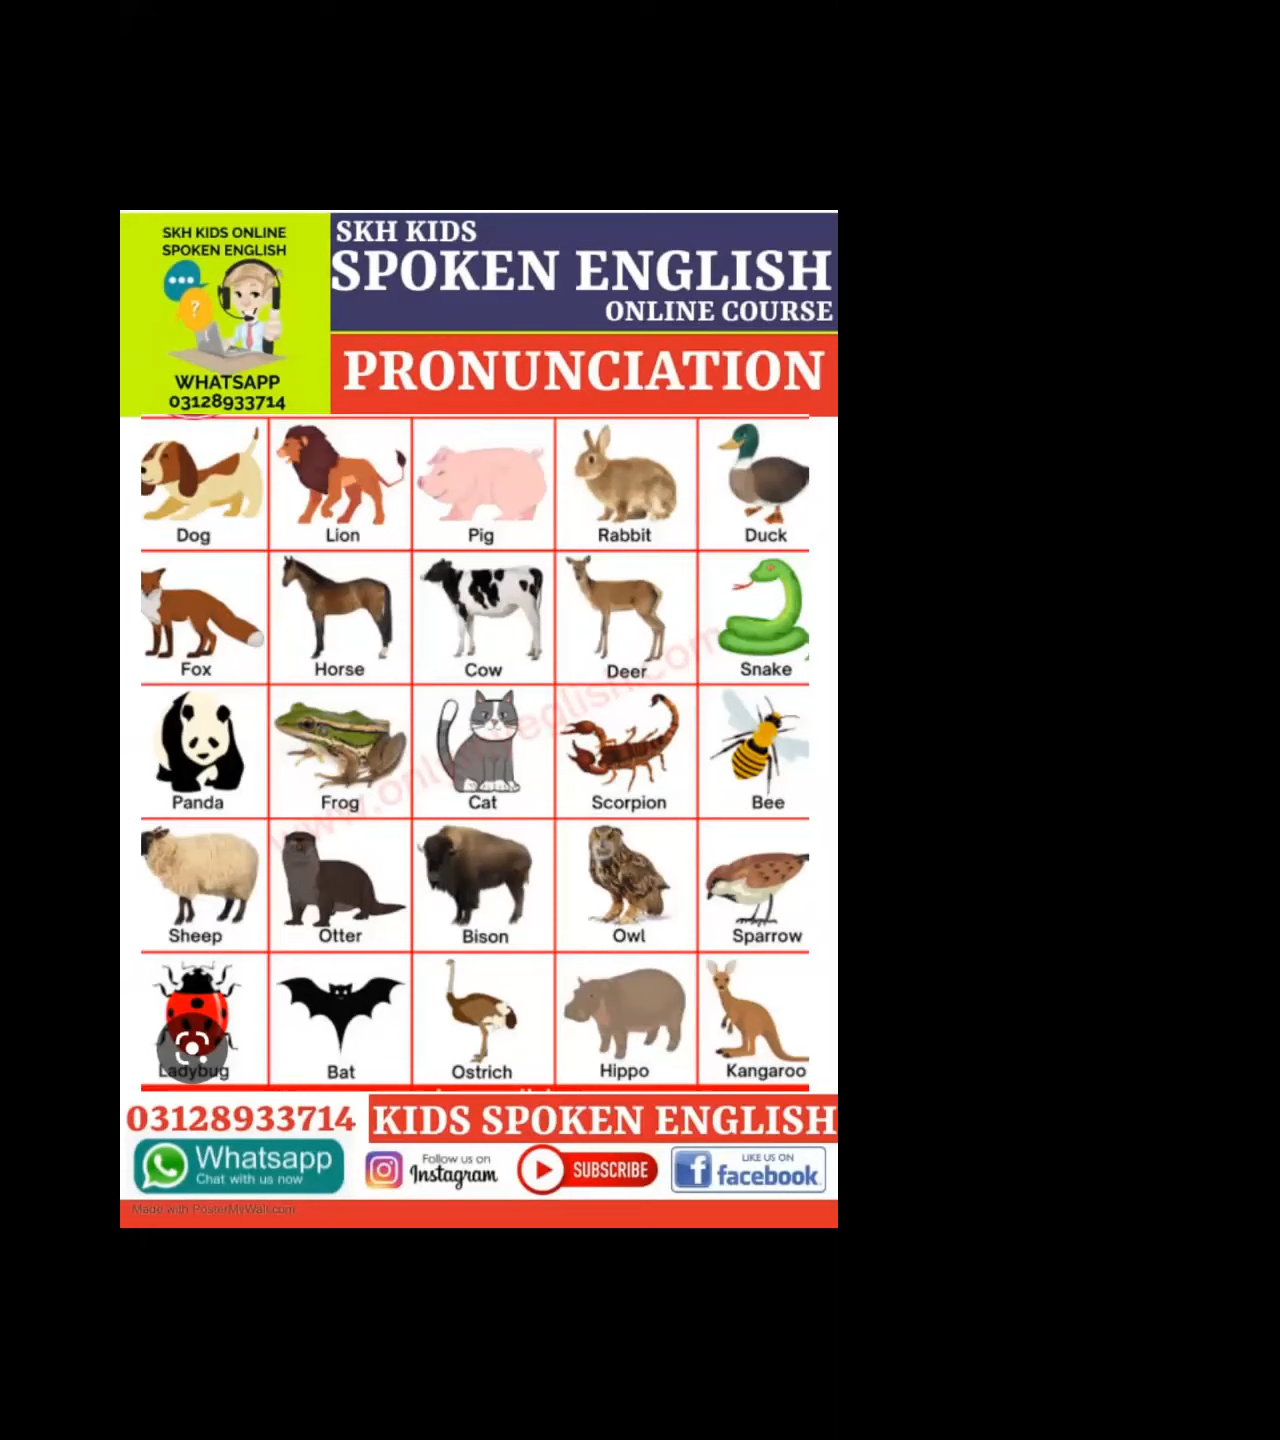 SKH KIDS ONLINE
SPOKEN ENGLISH
WHATSAPP
03128933714
SKH KIDS
SPOKEN ENGLISH
ONLINE COURSE
PRONUNCIATION
Dog Lion Pig Rabbit Duck
Fox Horse Cow Deer Snake
Panda Frog Cat Scorpion Bee
Sheep Otter Bison Owl Sparrow
Ladybug Bat Ostrich Hippo Kangaroo
03128933714 KIDS SPOKEN ENGLISH
Whatsapp
Chat with us now
Follow us on
Instagram
SUBSCRIBE
LIKE US ON
facebook
Made with PosterMyWall.com